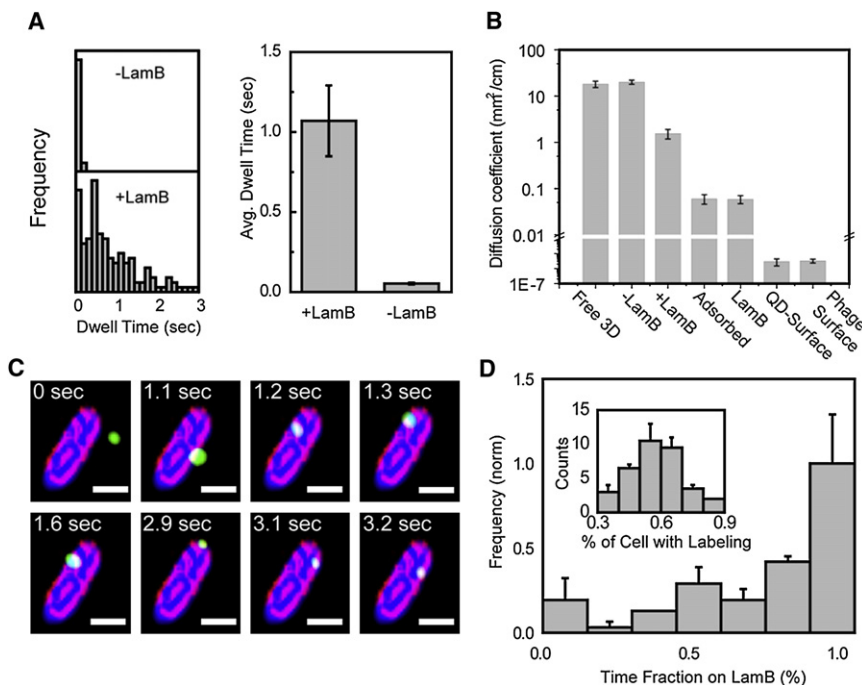 A
Frequency
-LamB
+LamB
0 1 2 3
Dwell Time (sec)
Avg. Dwell Time (sec)
1.5
1.0
0.5
0.0
+LamB -LamB
B
Diffusion coefficient (mm²/cm)
100
10
1
0.1
0.01
1E-7
Free 3D
-LamB
+LamB
Adsorbed
LamB
QD-Surface
Phage
Surface
C
0 sec
1.1 sec
1.2 sec
1.3 sec
1.6 sec
2.9 sec
3.1 sec
3.2 sec
D
Frequency (norm)
1.5
1.0
0.5
0.0
Counts
15
10
5
0
0.3 0.6 0.9
% of Cell with Labeling
0.0 0.5 1.0
Time Fraction on LamB (%)